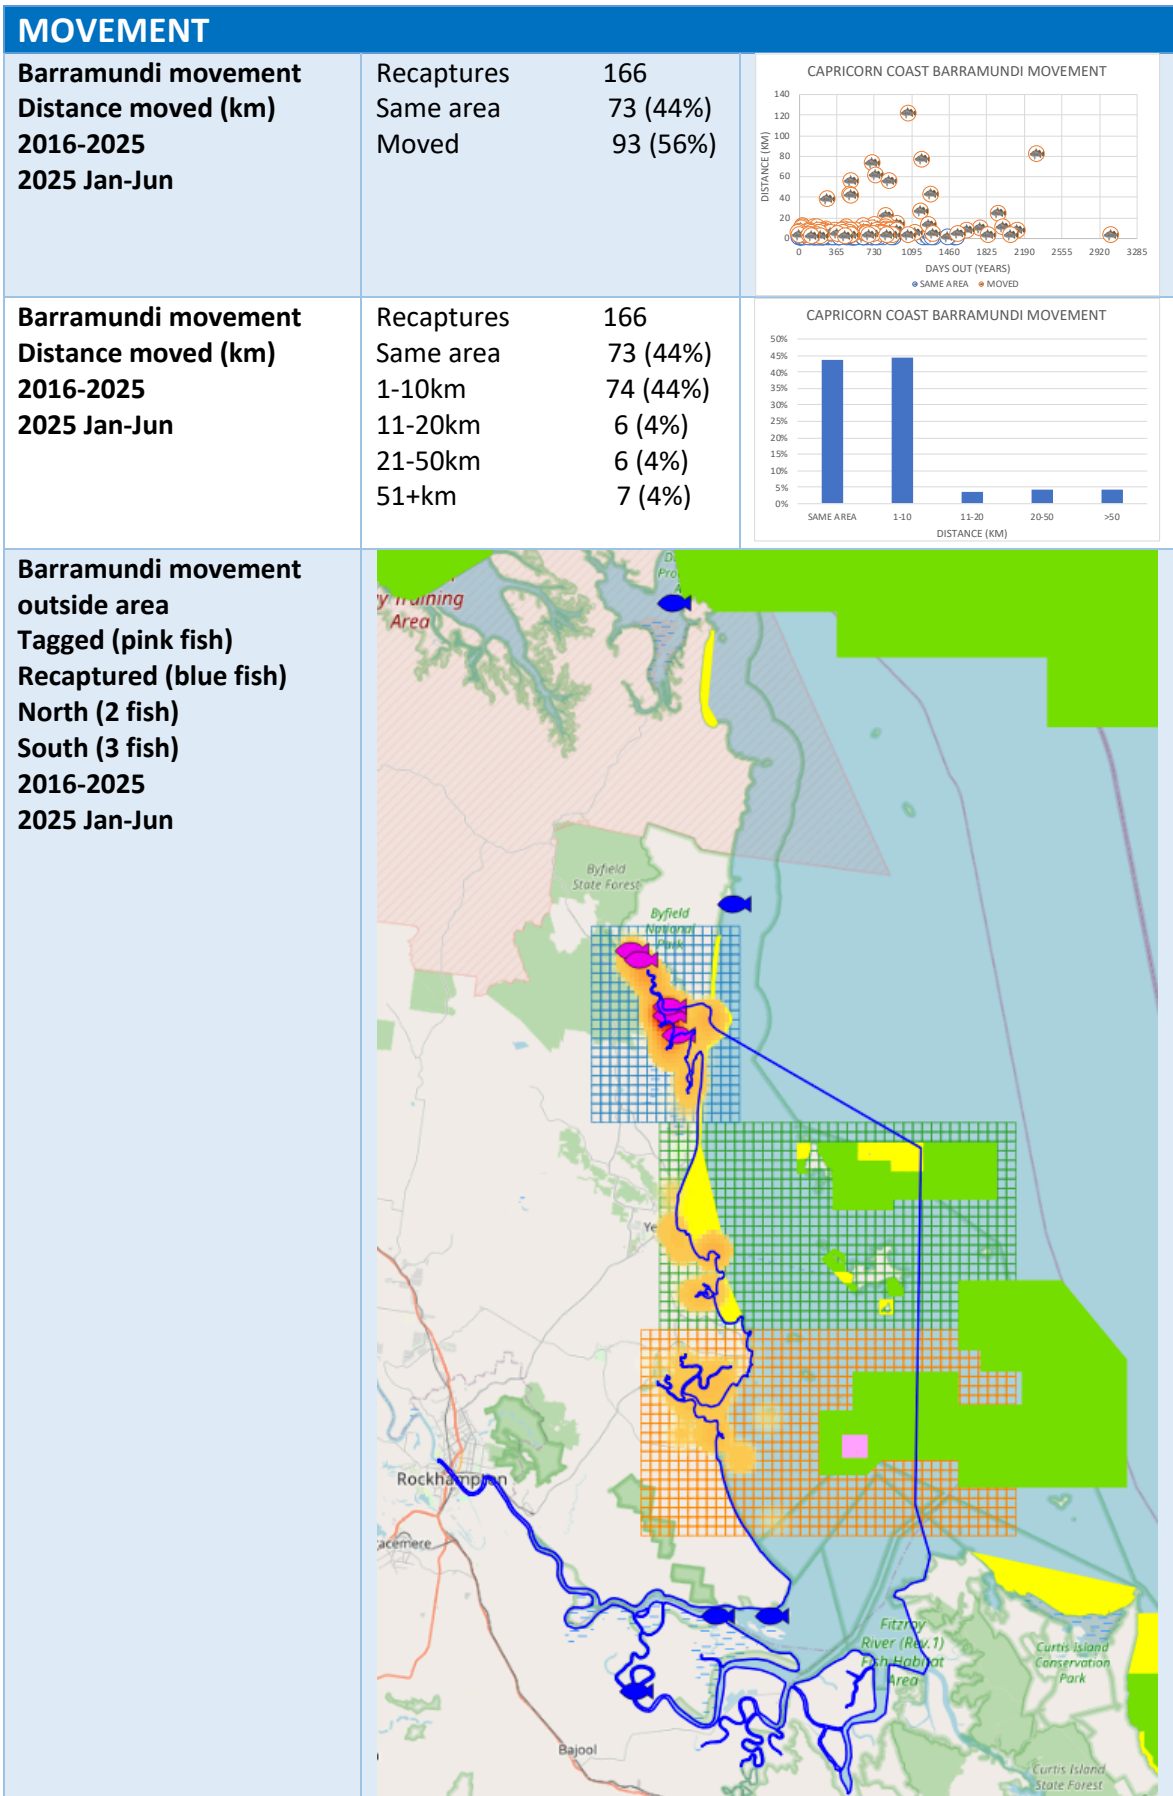 MOVEMENT
Barramundi movement
Distance moved (km)
2016-2025
2025 Jan-Jun
Recaptures 166
Same area 73 (44%)
Moved 93 (56%)
CAPRICORN COAST BARRAMUNDI MOVEMENT
140
120
100
80
60
40
20
0
DISTANCE (KM)
0 365 730 1095 1460 1825 2190 2555 2920 3285
DAYS OUT (YEARS)
SAME AREA MOVED
Barramundi movement
Distance moved (km)
2016-2025
2025 Jan-Jun
Recaptures 166
Same area 73 (44%)
1-10km 74 (44%)
11-20km 6 (4%)
21-50km 6 (4%)
51+km 7 (4%)
CAPRICORN COAST BARRAMUNDI MOVEMENT
50%
45%
40%
35%
30%
25%
20%
15%
10%
5%
0%
SAME AREA 1-10 11-20 20-50 >50
DISTANCE (KM)
Barramundi movement
outside area
Tagged (pink fish)
Recaptured (blue fish)
North (2 fish)
South (3 fish)
2016-2025
2025 Jan-Jun
y Training
Area
Byfield
State Forest
Byfield
National
Park
Ye
Rockhampton
acemere
Fitzroy
River (Rev.1)
Fish Habitat
Area
Curtis Island
Conservation
Park
Bajool
Curtis Island
State Forest